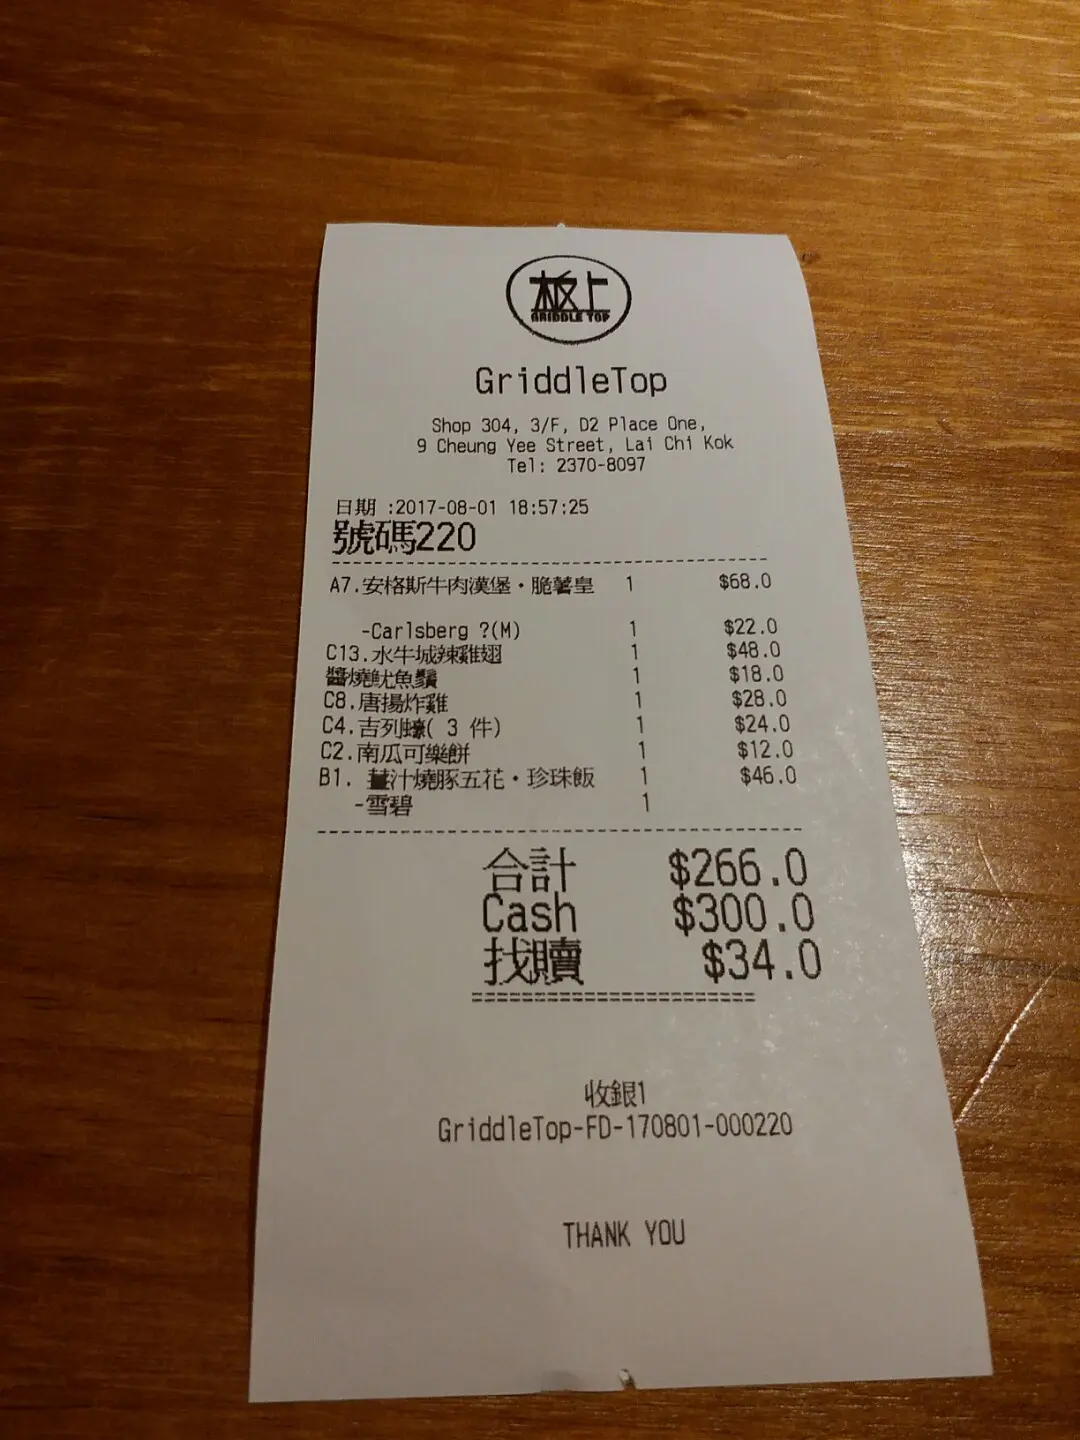 极上
GRIDDLE TOP
GriddleTop
Shop 304, 3/F, D2 Place One,
9 Cheung Yee Street, Lai Chi Kok
Tel: 2370-8097
日期 :2017-08-01 18:57:25
號碼220
A7.安格斯牛肉漢堡・脆薯皇 1 $68.0
-Carlsberg ?(M) 1 $22.0
C13.水牛城辣雞翅 1 $48.0
醬燒魷魚鬚 1 $18.0
C8.唐揚炸雞 1 $28.0
C4.吉列蠔( 3 件) 1 $24.0
C2.南瓜可樂餅 1 $12.0
B1. 薑汁燒豚五花・珍珠飯 1 $46.0
-雪碧 1
合計 $266.0
Cash $300.0
找贖 $34.0
=======================
收銀1
GriddleTop-FD-170801-000220
THANK YOU